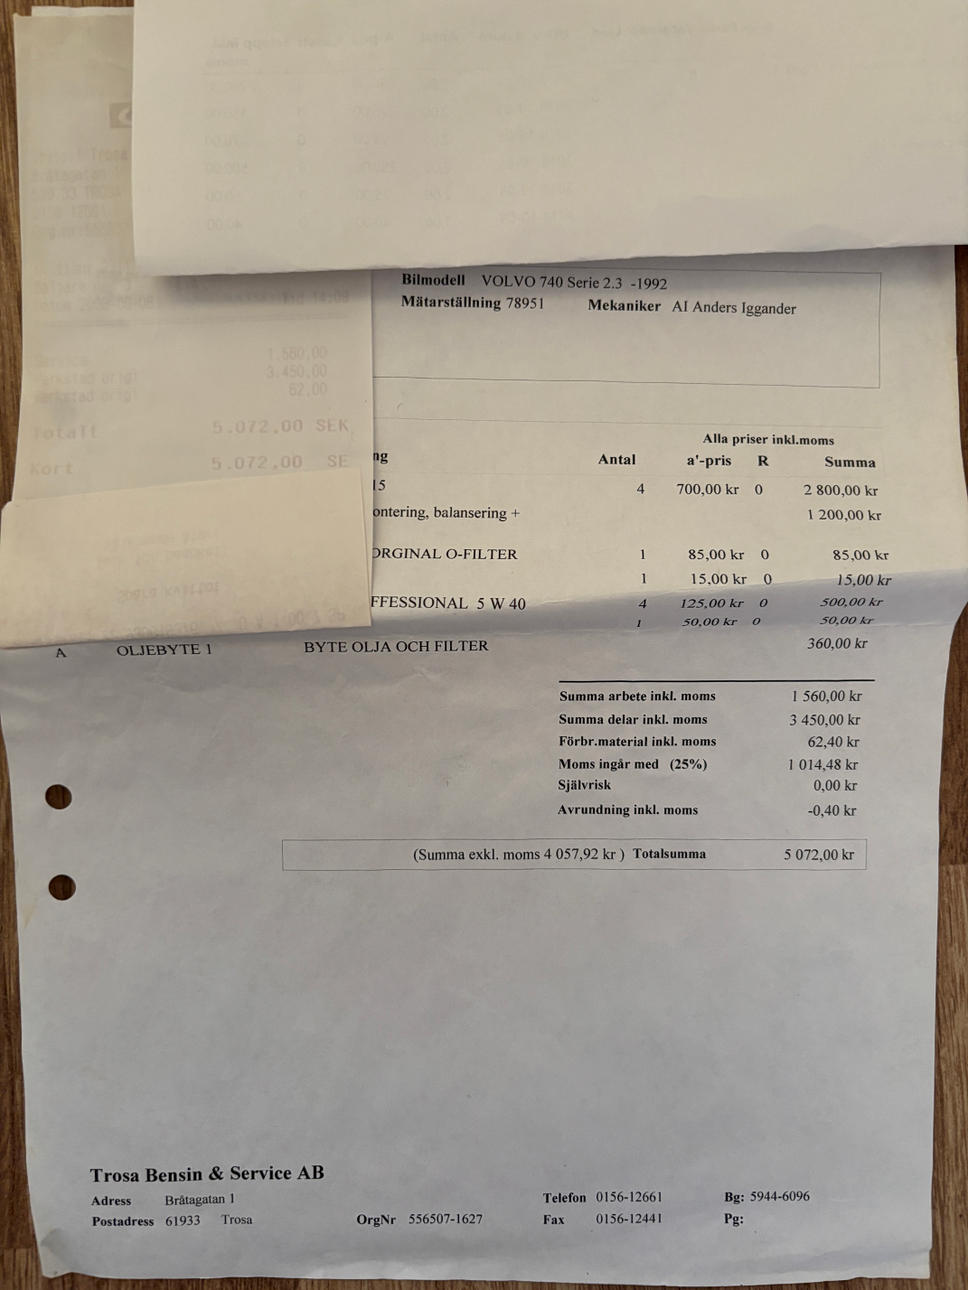 Bilmodell VOLVO 740 Serie 2.3 -1992
Mätarställning 78951 Mekaniker AI Anders Iggander
1.560,00
3.450,00
62,00
Totalt 5.072,00 SEK
Kort 5.072,00 SE
Alla priser inkl.moms
ng Antal a'-pris R Summa
15 4 700,00 kr 0 2 800,00 kr
ontering, balansering + 1 200,00 kr
ORGINAL O-FILTER 1 85,00 kr 0 85,00 kr
1 15,00 kr 0 15,00 kr
FFESSIONAL 5 W 40 4 125,00 kr 0 500,00 kr
1 50,00 kr 0 50,00 kr
A OLJEBYTE 1 BYTE OLJA OCH FILTER 360,00 kr
Summa arbete inkl. moms 1 560,00 kr
Summa delar inkl. moms 3 450,00 kr
Förbr.material inkl. moms 62,40 kr
Moms ingår med (25%) 1 014,48 kr
Självrisk 0,00 kr
Avrundning inkl. moms -0,40 kr
(Summa exkl. moms 4 057,92 kr ) Totalsumma 5 072,00 kr
Trosa Bensin & Service AB
Adress Bråtagatan 1 Telefon 0156-12661 Bg: 5944-6096
Postadress 61933 Trosa OrgNr 556507-1627 Fax 0156-12441 Pg: